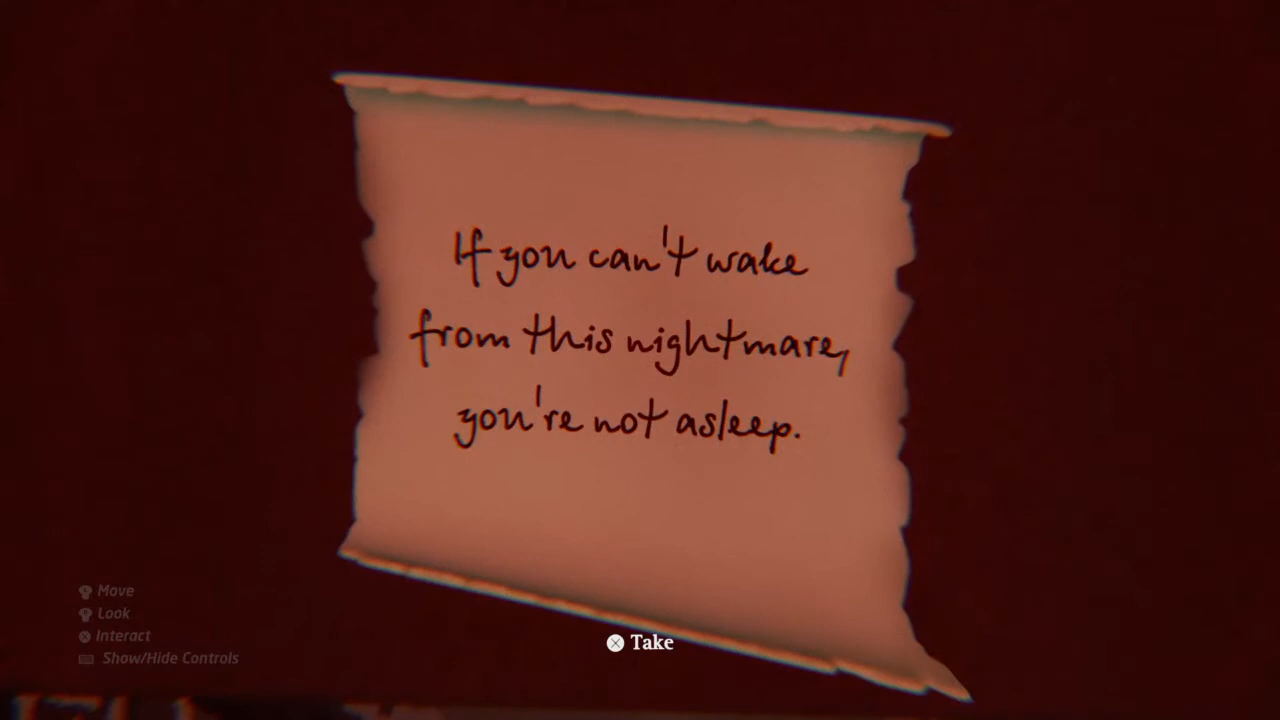 If you can't wake
from this nightmare,
you're not asleep.
Move
Look
Interact
Show/Hide Controls
Take